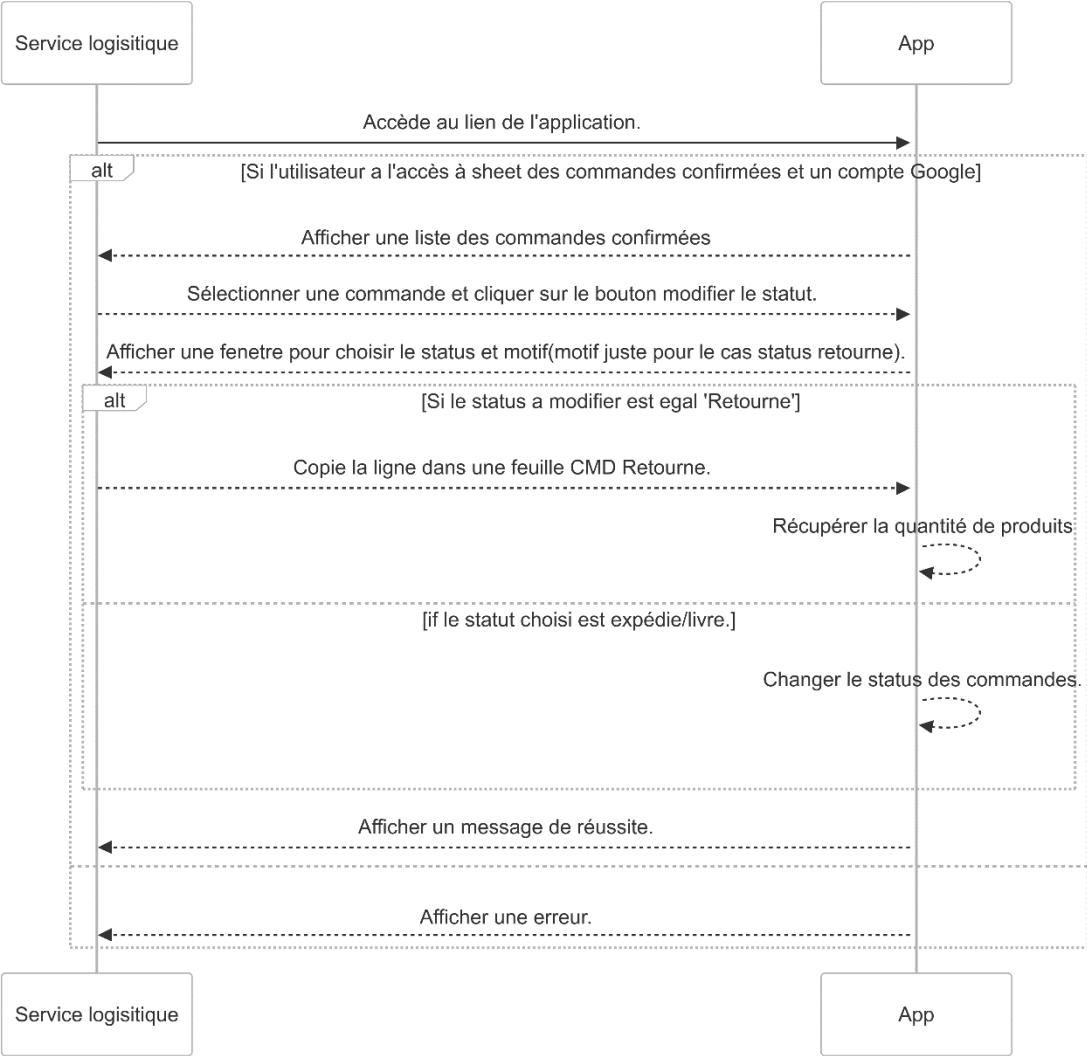 Service logisitique
App
Accède au lien de l'application.
alt
[Si l'utilisateur a l'accès à sheet des commandes confirmées et un compte Google]
Afficher une liste des commandes confirmées
Sélectionner une commande et cliquer sur le bouton modifier le statut.
Afficher une fenetre pour choisir le status et motif(motif juste pour le cas status retourne).
alt
[Si le status a modifier est egal 'Retourne']
Copie la ligne dans une feuille CMD Retourne.
Récupérer la quantité de produits
[if le statut choisi est expédie/livre.]
Changer le status des commandes.
Afficher un message de réussite.
Afficher une erreur.
Service logisitique
App